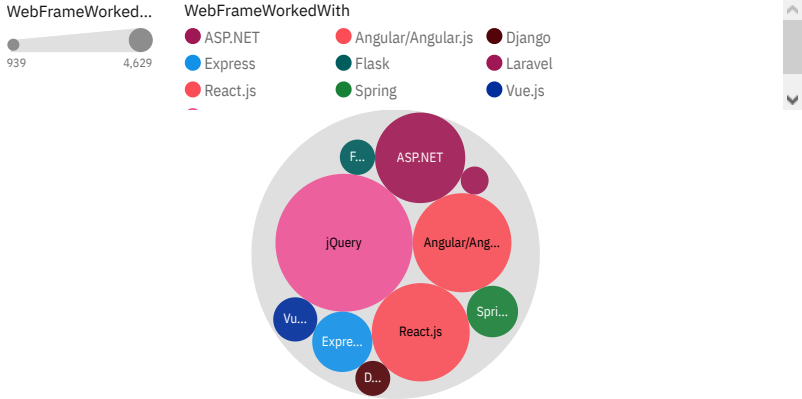 WebFrameWorked...
939
4,629
WebFrameWorkedWith
ASP.NET
Angular/Angular.js
Django
Express
Flask
Laravel
React.js
Spring
Vue.js
F...
ASP.NET
jQuery
Angular/Ang...
Vu...
Expre...
React.js
Spri...
D...